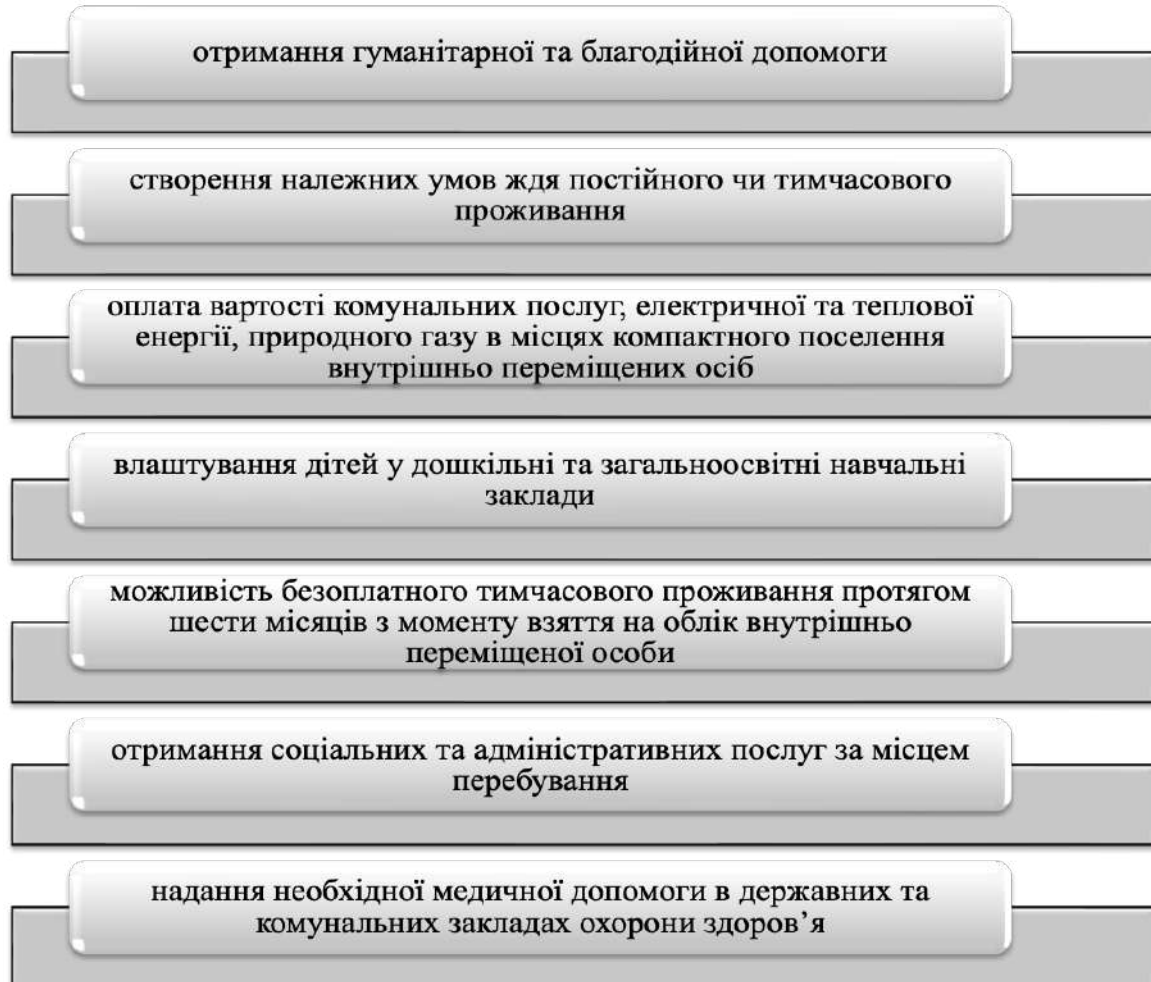 отримання гуманітарної та благодійної допомоги
створення належних умов ждя постійного чи тимчасового
проживання
оплата вартості комунальних послуг, електричної та теплової
енергії, природного газу в місцях компактного поселення
внутрішньо переміщених осіб
влаштування дітей у дошкільні та загальноосвітні навчальні
заклади
можливість безоплатного тимчасового проживання протягом
шести місяців з моменту взяття на облік внутрішньо
переміщеної особи
отримання соціальних та адміністративних послуг за місцем
перебування
надання необхідної медичної допомоги в державних та
комунальних закладах охорони здоров’я